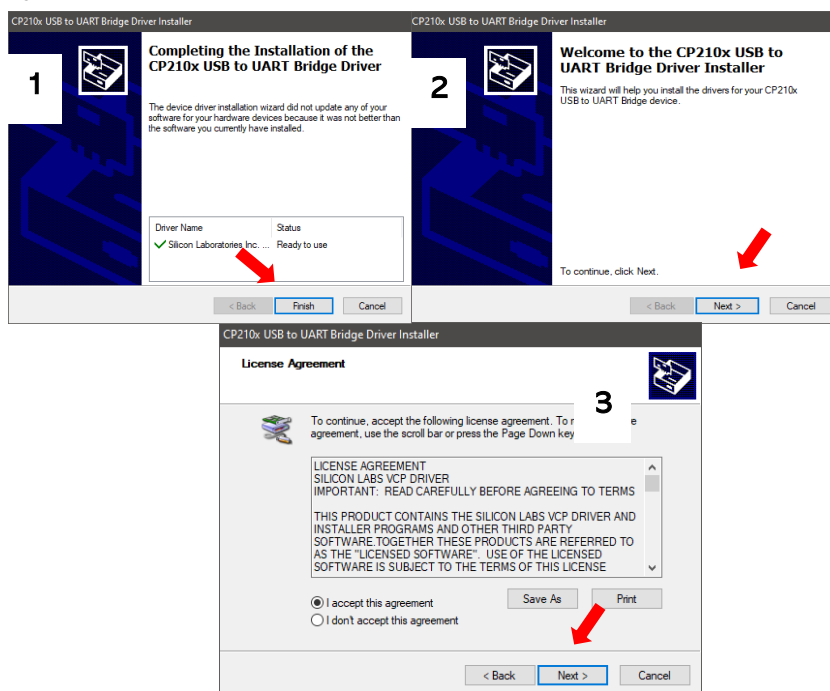 CP210x USB to UART Bridge Driver Installer
1
Completing the Installation of the
CP210x USB to UART Bridge Driver
The device driver installation wizard did not update any of your
software for your hardware devices because it was not better than
the software you currently have installed.
Driver Name Status
Silicon Laboratories Inc. ... Ready to use
< Back Finish Cancel
CP210x USB to UART Bridge Driver Installer
2
Welcome to the CP210x USB to
UART Bridge Driver Installer
This wizard will help you install the drivers for your CP210x
USB to UART Bridge device.
To continue, click Next.
< Back Next > Cancel
CP210x USB to UART Bridge Driver Installer
License Agreement
3
To continue, accept the following license agreement. To
agreement, use the scroll bar or press the Page Down key
LICENSE AGREEMENT
SILICON LABS VCP DRIVER
IMPORTANT: READ CAREFULLY BEFORE AGREEING TO TERMS
THIS PRODUCT CONTAINS THE SILICON LABS VCP DRIVER AND
INSTALLER PROGRAMS AND OTHER THIRD PARTY
SOFTWARE.TOGETHER THESE PRODUCTS ARE REFERRED TO
AS THE "LICENSED SOFTWARE". USE OF THE LICENSED
SOFTWARE IS SUBJECT TO THE TERMS OF THIS LICENSE
I accept this agreement
Save As Print
I don't accept this agreement
< Back Next > Cancel